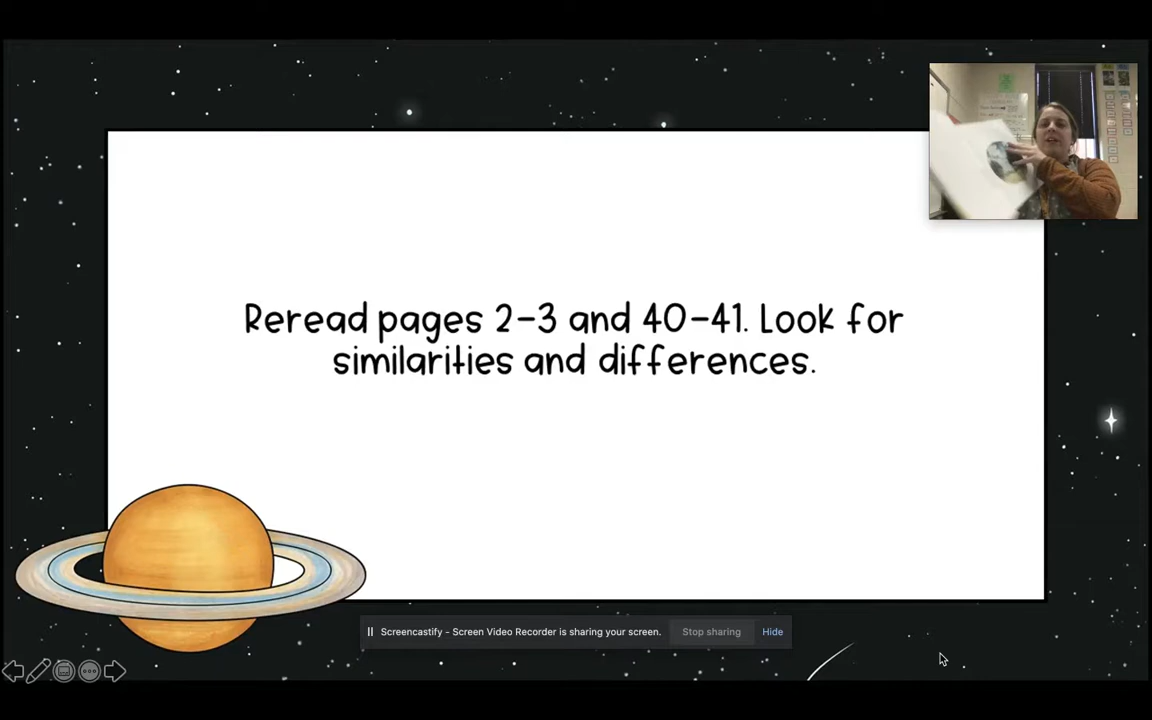 Reread pages 2-3 and 40-41. Look for
similarities and differences.
Screencastify - Screen Video Recorder is sharing your screen.
Stop sharing
Hide